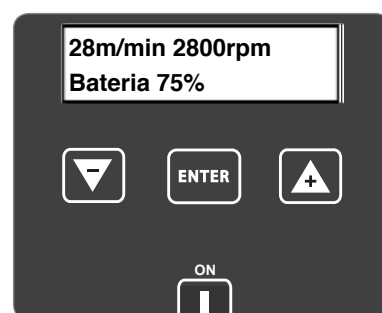 28m/min 2800rpm
Bateria 75%
-
ENTER
+
ON